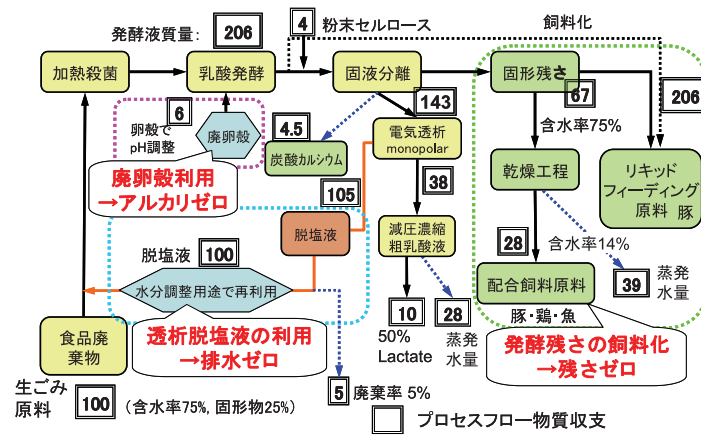 発酵液質量: 206
4 粉末セルロース
飼料化
加熱殺菌
乳酸発酵
固液分離
固形残さ
67
206
6
卵殻で
pH調整
廃卵殻
4.5
炭酸カルシウム
143
電気透析
monopolar
含水率75%
乾燥工程
リキッド
フィーディング
原料 豚
廃卵殻利用
→アルカリゼロ
105
38
脱塩液
減圧濃縮
粗乳酸液
28
含水率14%
脱塩液
100
水分調整用途で再利用
配合飼料原料
39
蒸発
水量
豚・鶏・魚
食品廃
棄物
透析脱塩液の利用
→排水ゼロ
10
50%
Lactate
28
蒸発
水量
発酵残さの飼料化
→残さゼロ
生ごみ
原料
100
(含水率75%, 固形物25%)
5 廃棄率 5%
プロセスフロー物質収支